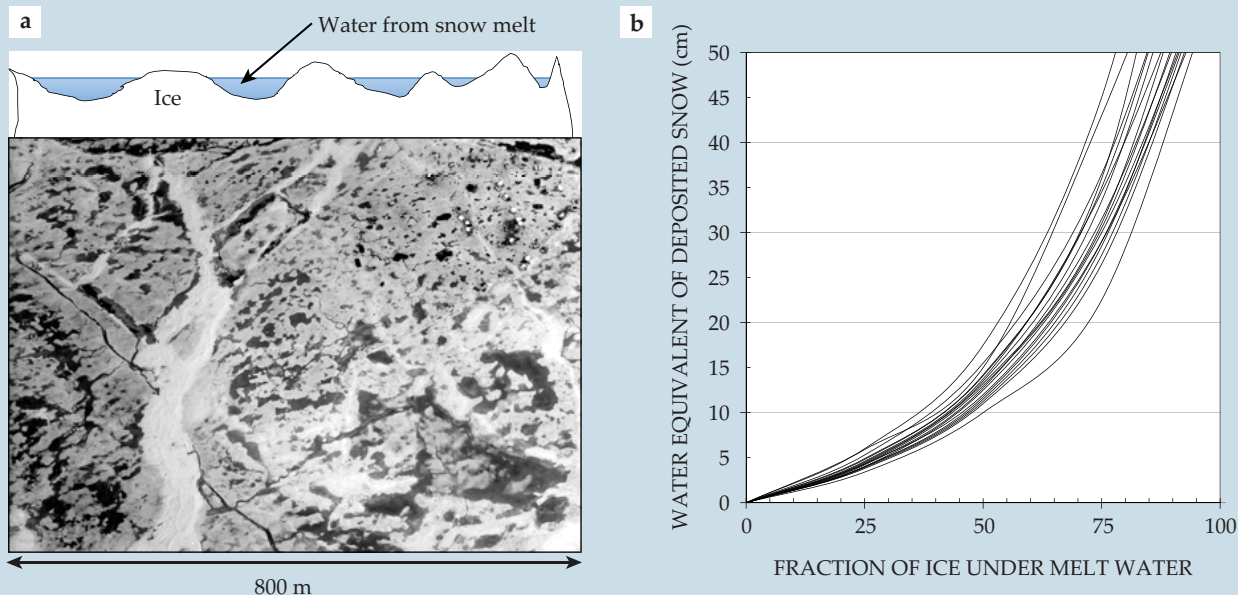 a
Water from snow melt
Ice
800 m
b
WATER EQUIVALENT OF DEPOSITED SNOW (cm)
50
45
40
35
30
25
20
15
10
5
0
0 25 50 75 100
FRACTION OF ICE UNDER MELT WATER